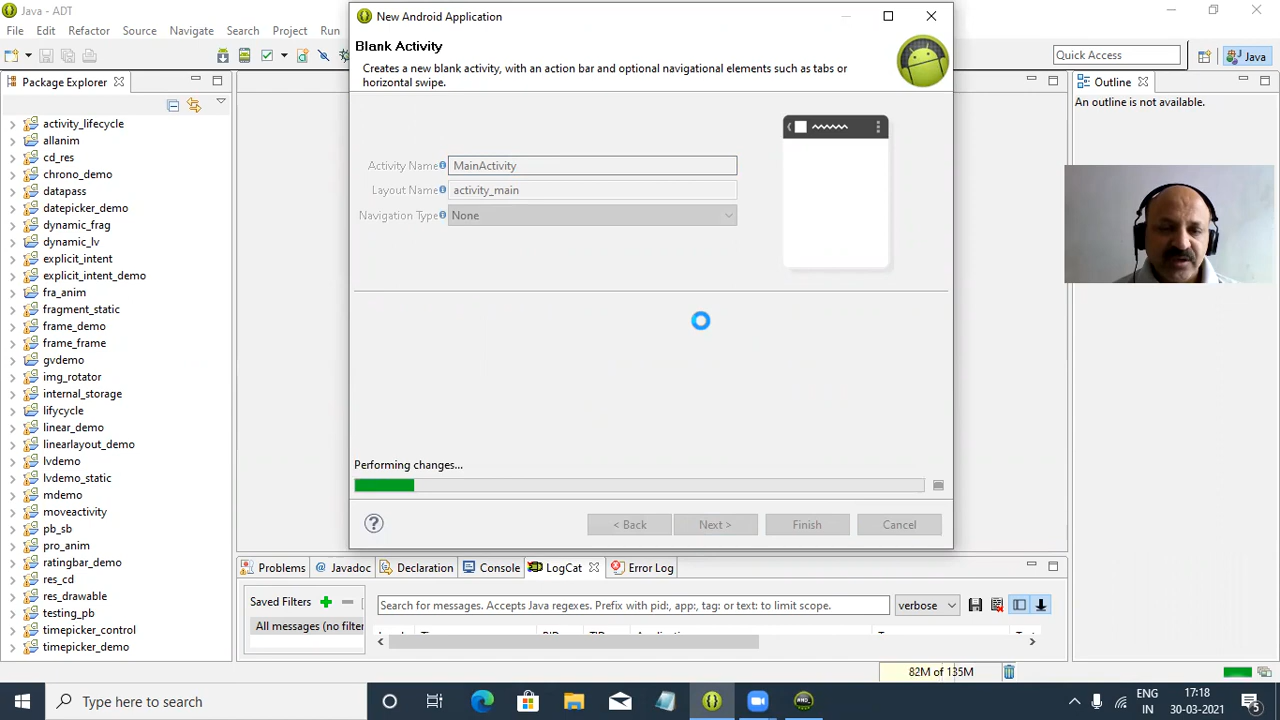 Java - ADT
New Android Application
File Edit Refactor Source Navigate Search Project Run
Blank Activity
Creates a new blank activity, with an action bar and optional navigational elements such as tabs or
horizontal swipe.
Quick Access
Java
Package Explorer
Outline
An outline is not available.
activity_lifecycle
allanim
cd_res
chrono_demo
datapass
datepicker_demo
dynamic_frag
dynamic_lv
explicit_intent
explicit_intent_demo
fra_anim
fragment_static
frame_demo
frame_frame
gvdemo
img_rotator
internal_storage
lifycycle
linear_demo
linearlayout_demo
lvdemo
lvdemo_static
mdemo
moveactivity
pb_sb
pro_anim
ratingbar_demo
res_cd
res_drawable
testing_pb
timepicker_control
timepicker_demo
Activity Name MainActivity
Layout Name activity_main
Navigation Type None
Performing changes...
< Back Next > Finish Cancel
Problems @ Javadoc Declaration Console LogCat Error Log
Saved Filters
Search for messages. Accepts Java regexes. Prefix with pid:, app:, tag: or text: to limit scope.
verbose
All messages (no filter
82M of 135M
Type here to search
ENG
IN
17:18
30-03-2021
5